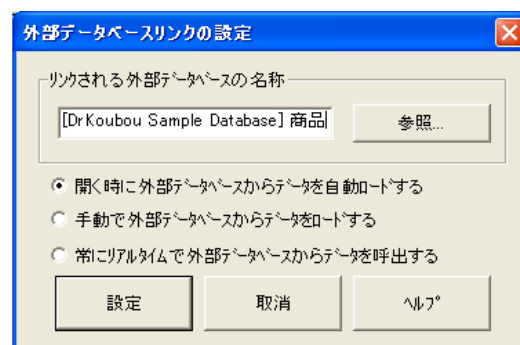 外部データベースリンクの設定
リンクされる外部データベースの名称
[DrKoubou Sample Database] 商品
参照...
開く時に外部データベースからデータを自動ロードする
手動で外部データベースからデータをロードする
常にリアルタイムで外部データベースからデータを呼出する
設定 取消 ヘルプ